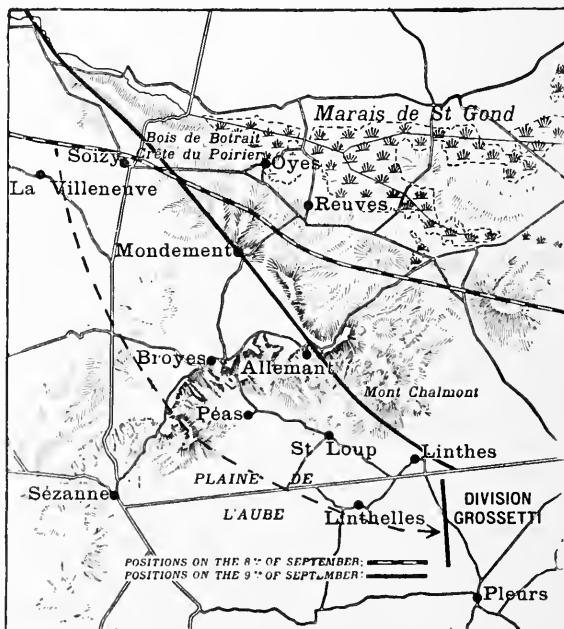 Marais de St Gond
Bois de Botrait
Crête du Poirier
Soizy
Oyes
La Villeneuve
Reuves
Mondement
Broyes
Allemant
Mont Chalmont
Péas
St Loup
Linthes
Sézanne
PLAINE DE
L'AUBE
Linthelles
DIVISION
GROSSETTI
POSITIONS ON THE 8TH OF SEPTEMBER:
POSITIONS ON THE 9TH OF SEPTEMBER:
Pleurs